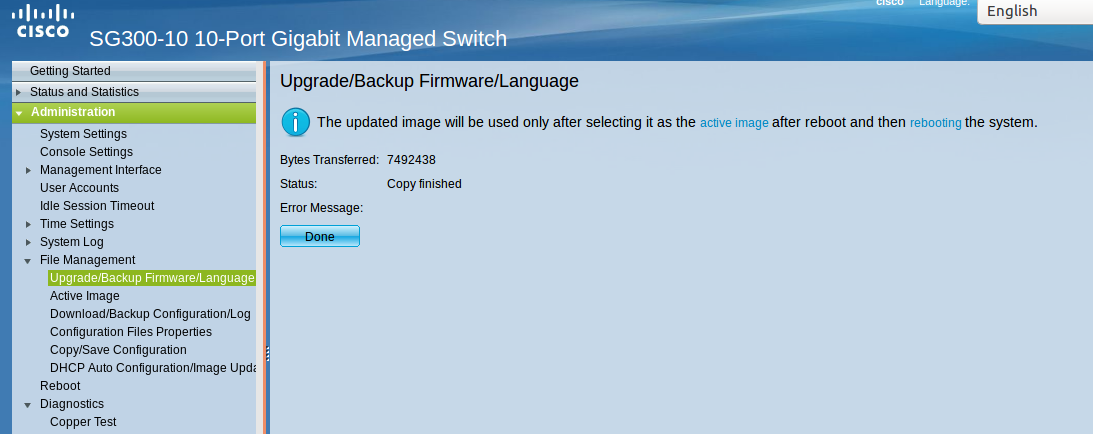 cisco Language:
English
CISCO
SG300-10 10-Port Gigabit Managed Switch
Getting Started
Status and Statistics
Administration
System Settings
Console Settings
Management Interface
User Accounts
Idle Session Timeout
Time Settings
System Log
File Management
Upgrade/Backup Firmware/Language
Active Image
Download/Backup Configuration/Log
Configuration Files Properties
Copy/Save Configuration
DHCP Auto Configuration/Image Upda
Reboot
Diagnostics
Copper Test
Upgrade/Backup Firmware/Language
The updated image will be used only after selecting it as the active image after reboot and then rebooting the system.
Bytes Transferred: 7492438
Status: Copy finished
Error Message:
Done